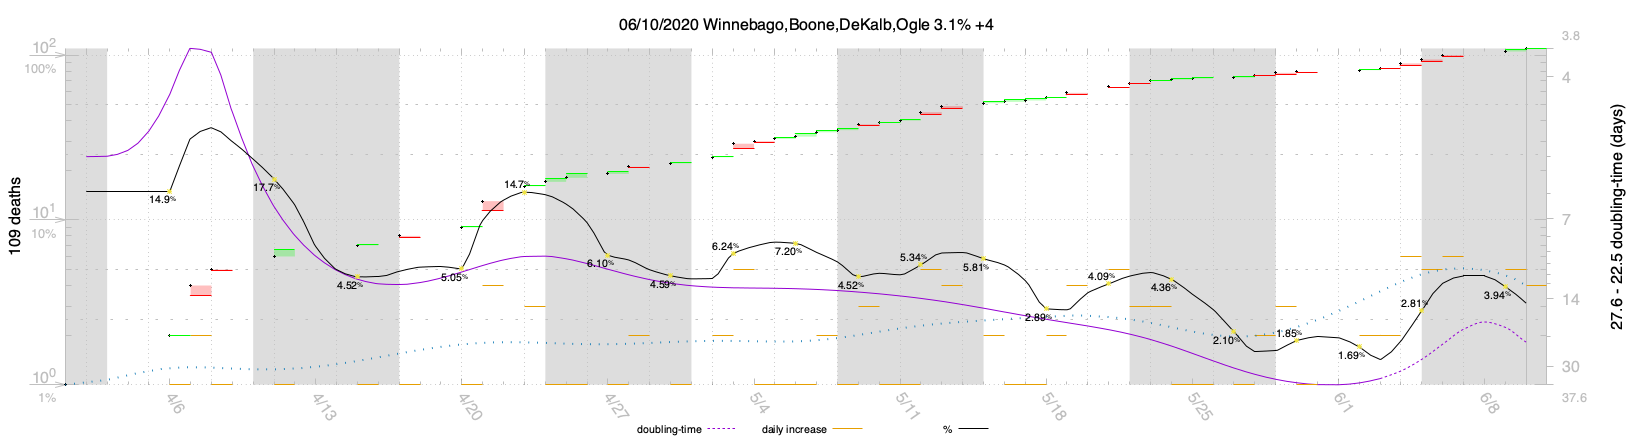 06/10/2020 Winnebago,Boone,DeKalb,Ogle 3.1% +4
10² 3.8
100% 4
14.7%
17.7%
14.9%
10¹ 7
10%
6.24% 7.20% 5.34%
6.10% 5.81%
5.05% 4.52% 4.59% 4.52% 4.09% 4.36% 3.94%
14
2.89% 2.81%
2.10% 1.85%
1.69%
10⁰ 30
1% 37.6
4/6 4/13 4/20 4/27 5/4 5/11 5/18 5/25 6/1 6/8
109 deaths
27.6 - 22.5 doubling-time (days)
doubling-time daily increase %